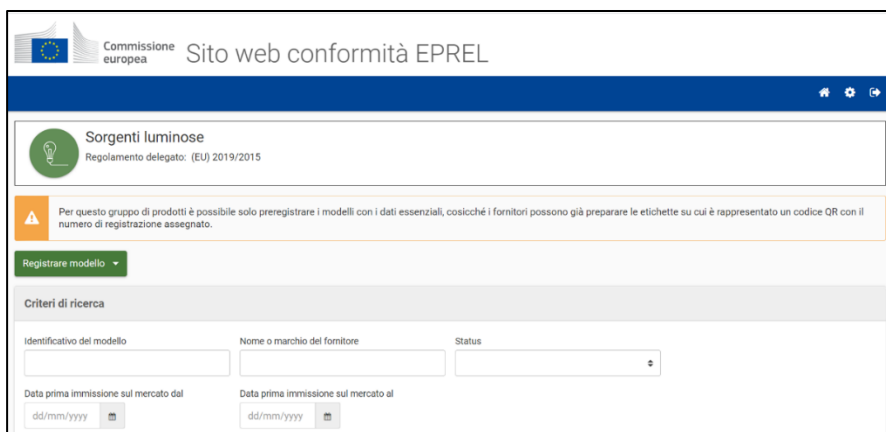 Commissione
europea
Sito web conformità EPREL
Sorgenti luminose
Regolamento delegato: (EU) 2019/2015
Per questo gruppo di prodotti è possibile solo preregistrare i modelli con i dati essenziali, cosicché i fornitori possono già preparare le etichette su cui è rappresentato un codice QR con il
numero di registrazione assegnato.
Registrare modello
Criteri di ricerca
Identificativo del modello Nome o marchio del fornitore Status
Data prima immissione sul mercato dal Data prima immissione sul mercato al
dd/mm/yyyy dd/mm/yyyy